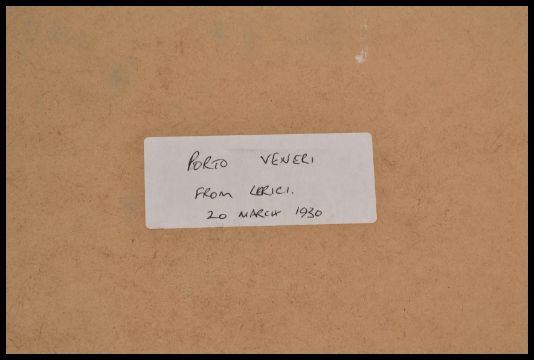 PORTO VENERI
FROM LERICI.
20 MARCH 1930